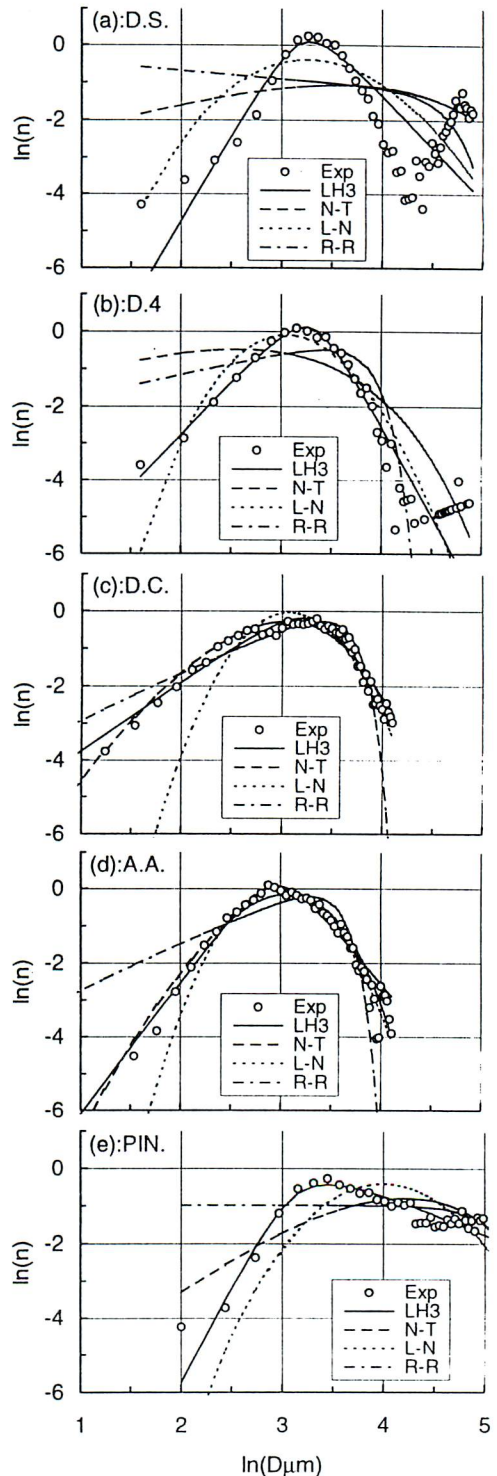 (a):D.S.
0
-2
-4
-6
ln(n)
Exp
LH3
N-T
L-N
R-R
(b):D.4
0
-2
-4
-6
ln(n)
Exp
LH3
N-T
L-N
R-R
(c):D.C.
0
-2
-4
-6
ln(n)
Exp
LH3
N-T
L-N
R-R
(d):A.A.
0
-2
-4
-6
ln(n)
Exp
LH3
N-T
L-N
R-R
(e):PIN.
0
-2
-4
-6
ln(n)
Exp
LH3
N-T
L-N
R-R
1 2 3 4 5
ln(Dμm)